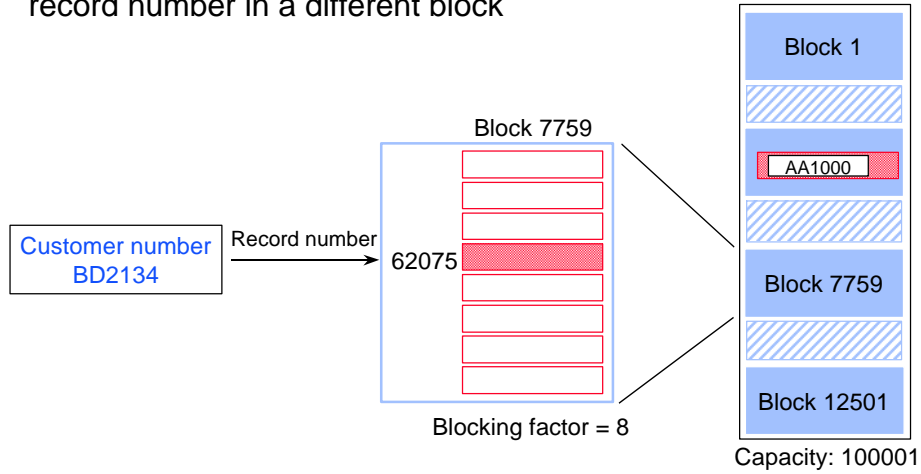 record number in a different block
Block 1
Block 7759
AA1000
Customer number
BD2134
Record number
62075
Block 7759
Block 12501
Blocking factor = 8
Capacity: 100001